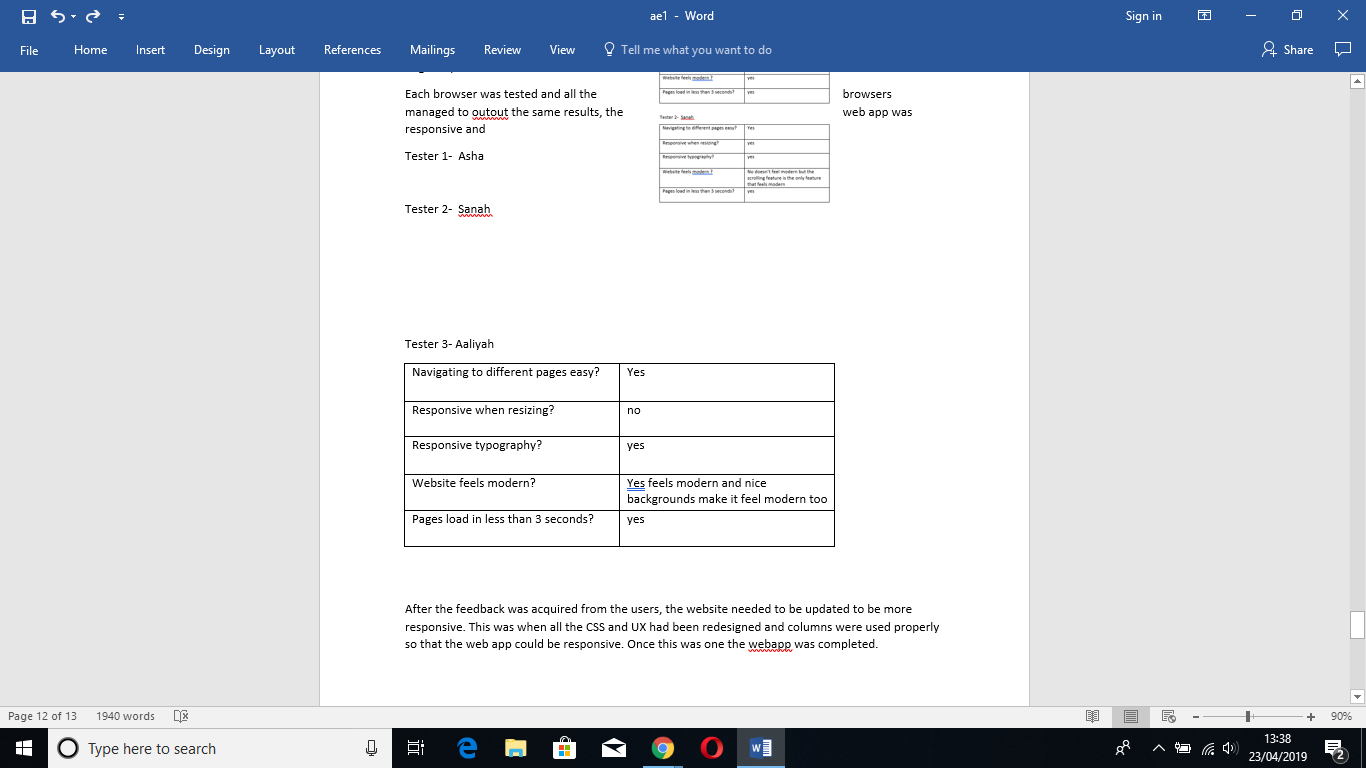 ae1 - Word
Sign in
File Home Insert Design Layout References Mailings Review View Tell me what you want to do Share
Website feels modern ? yes
Pages load in less than 3 seconds? yes
Each browser was tested and all the browsers
managed to outout the same results, the web app was
responsive and
Tester 2- Sanah
Navigating to different pages easy? Yes
Responsive when resizing? yes
Responsive typography? yes
Website feels modern ? No doesn't feel modern but the
scrolling feature is the only feature
that feels modern
Pages load in less than 3 seconds? yes
Tester 1- Asha
Tester 2- Sanah
Tester 3- Aaliyah
Navigating to different pages easy? Yes
Responsive when resizing? no
Responsive typography? yes
Website feels modern? Yes feels modern and nice
backgrounds make it feel modern too
Pages load in less than 3 seconds? yes
After the feedback was acquired from the users, the website needed to be updated to be more
responsive. This was when all the CSS and UX had been redesigned and columns were used properly
so that the web app could be responsive. Once this was one the webapp was completed.
Page 12 of 13 1940 words 90%
Type here to search
13:38
23/04/2019
2